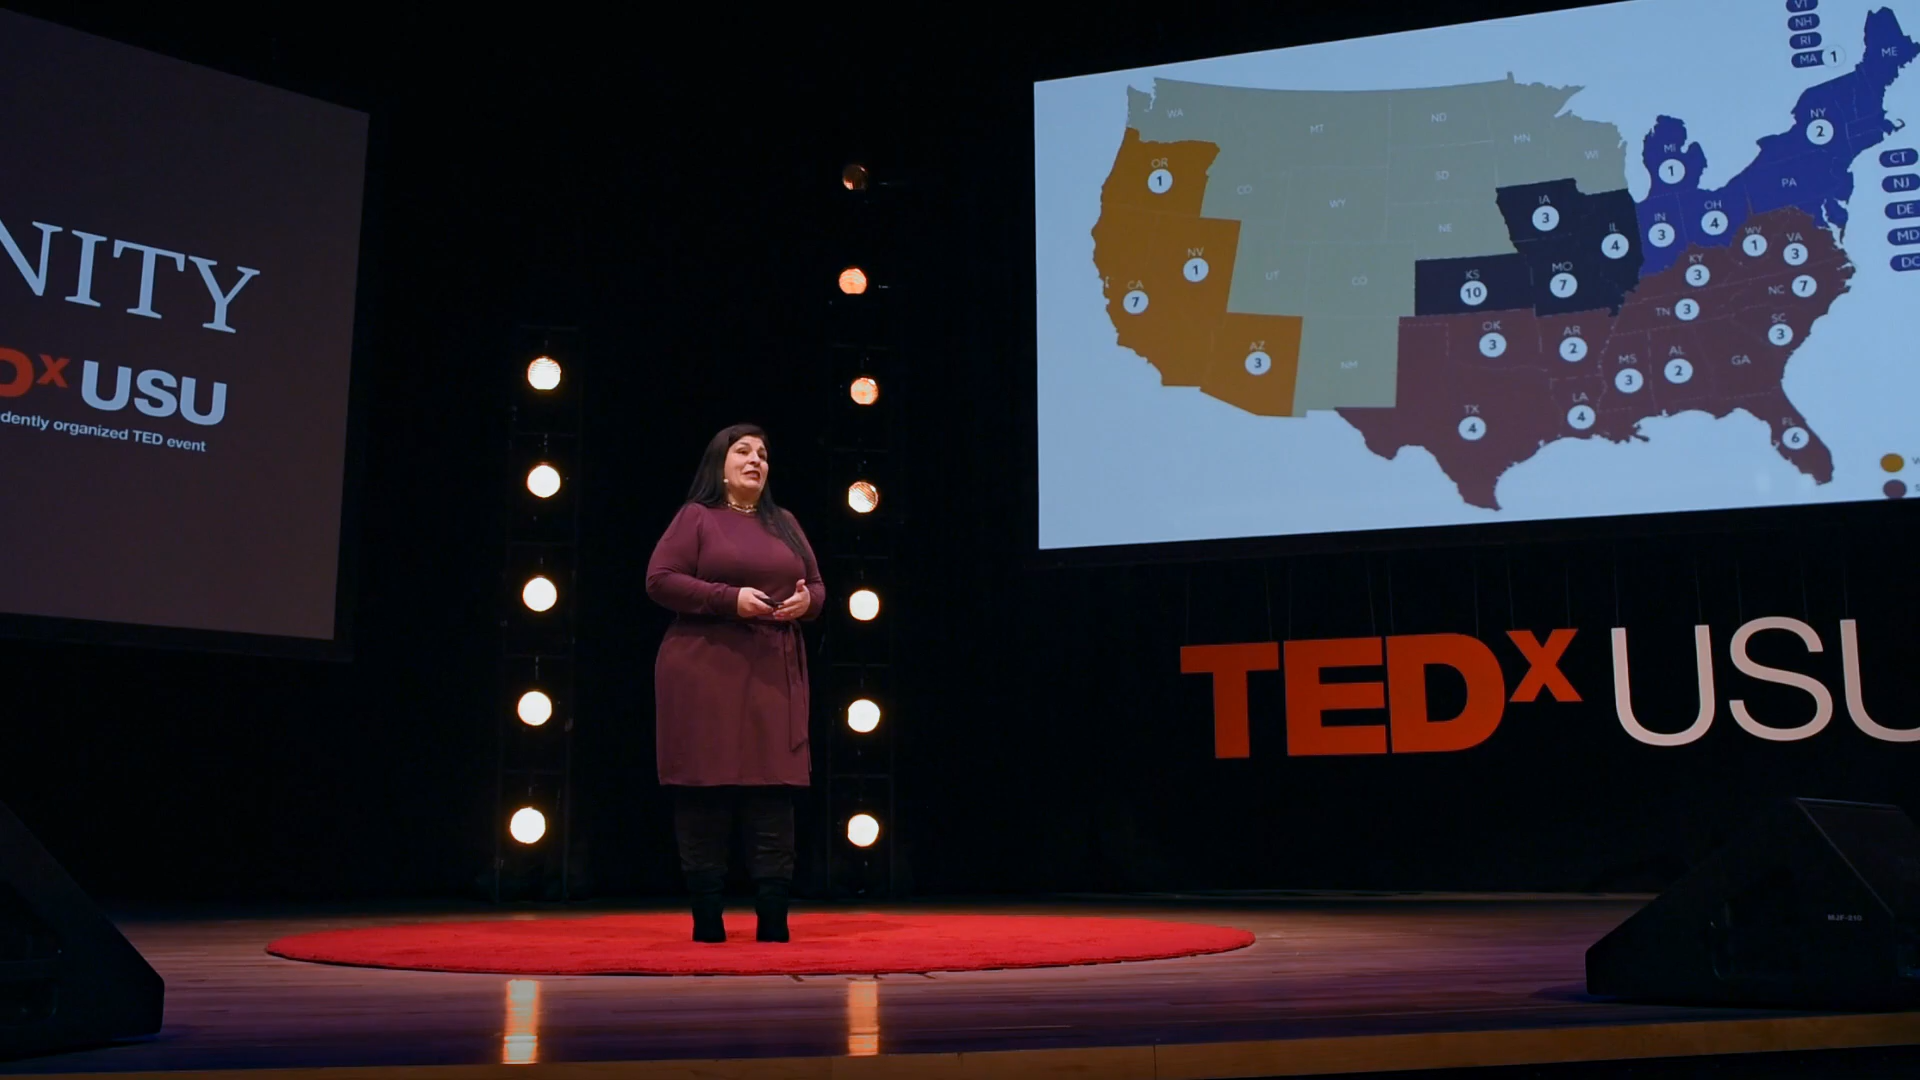 NITY
Dx USU
dently organized TED event
VT
NH
RI
MA 1
ME
WA
MT
ND
MN
OR
1
CO
SD
WI
MI
1
NY
2
PA
CT
NJ
DE
MD
DC
WY
NE
IA
3
IL
4
IN
3
OH
4
WV
1
VA
3
NV
1
UT
CO
KS
10
MO
7
KY
3
NC 7
CA
7
TN 3
SC
3
AZ
3
NM
OK
3
AR
2
MS
3
AL
2
GA
TX
4
LA
4
FL
6
TEDx USU
MJF-210